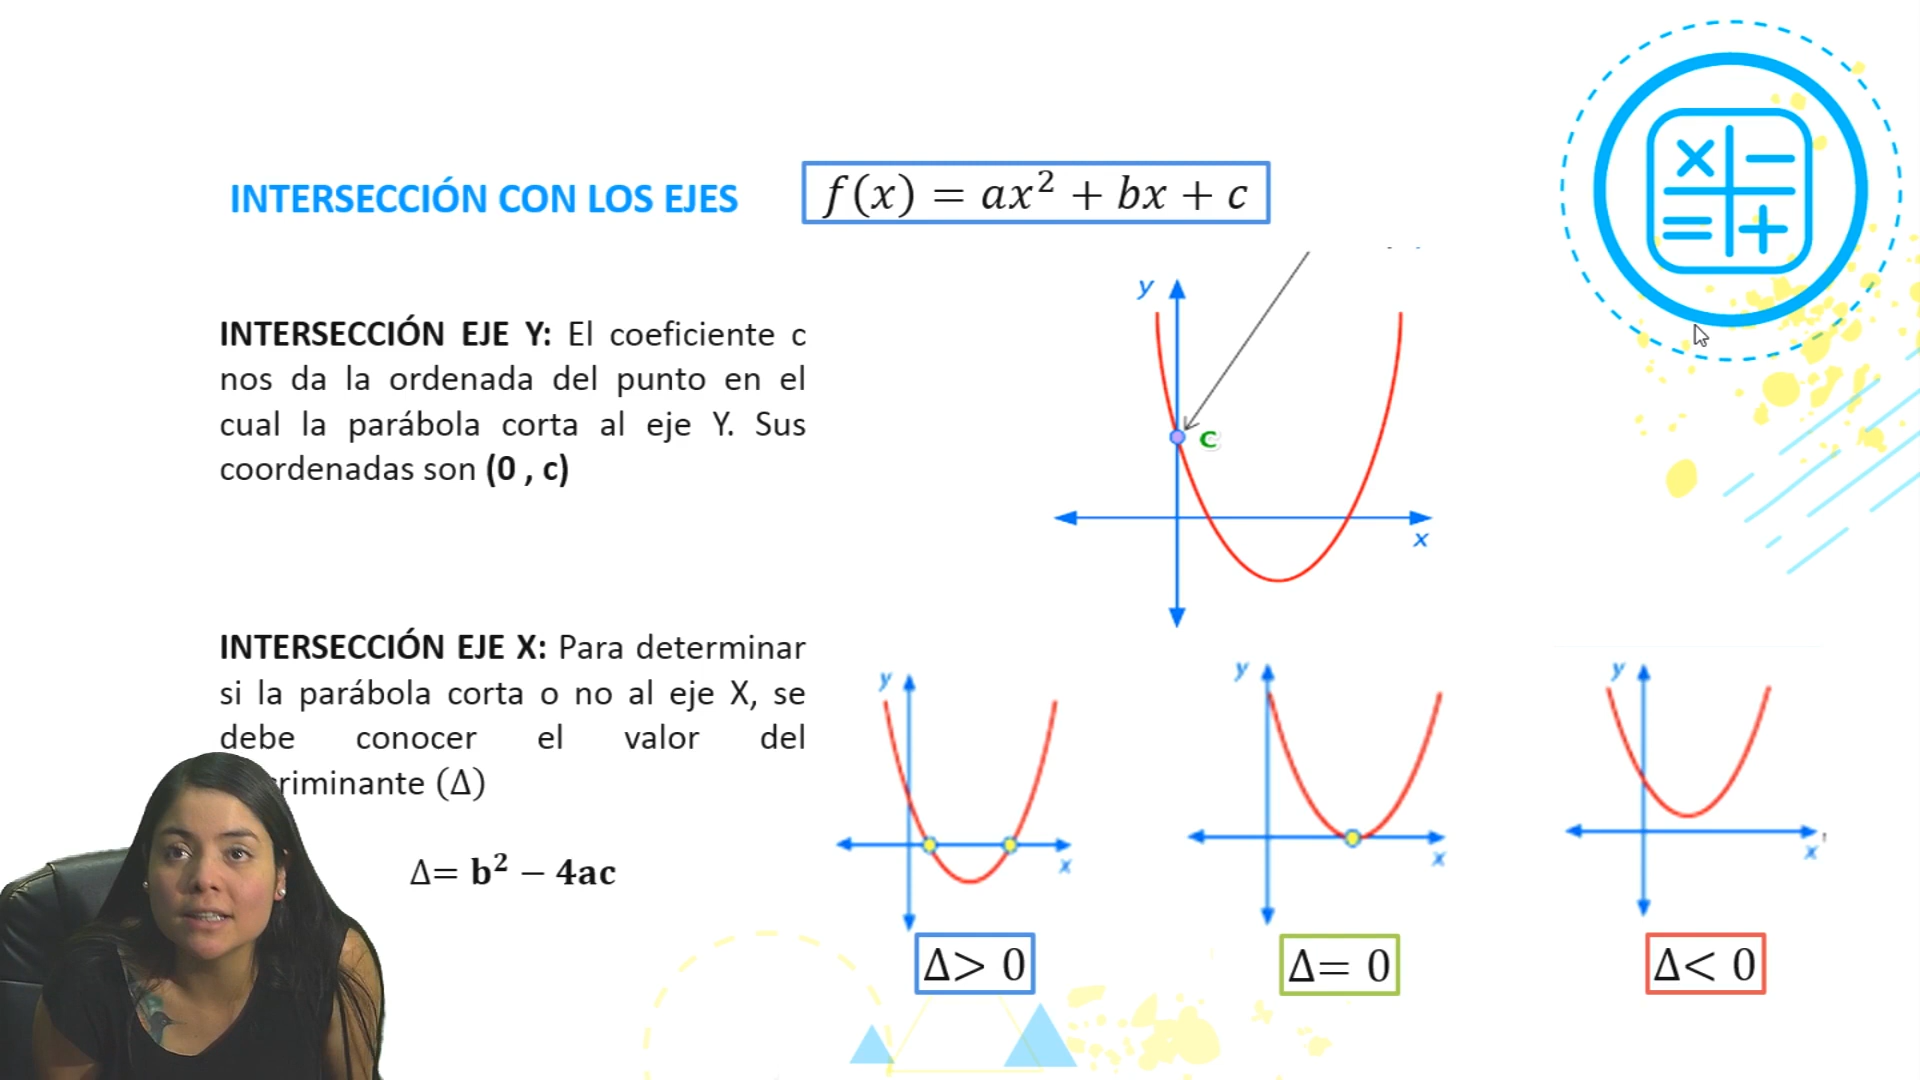 INTERSECCIÓN CON LOS EJES
f(x) = ax² + bx + c
INTERSECCIÓN EJE Y: El coeficiente c
nos da la ordenada del punto en el
cual la parábola corta al eje Y. Sus
coordenadas son (0 , c)
y
c
x
INTERSECCIÓN EJE X: Para determinar
si la parábola corta o no al eje X, se
debe conocer el valor del
(Δ)
Δ= b² − 4ac
y
x
Δ> 0
y
x
Δ= 0
y
x
Δ< 0